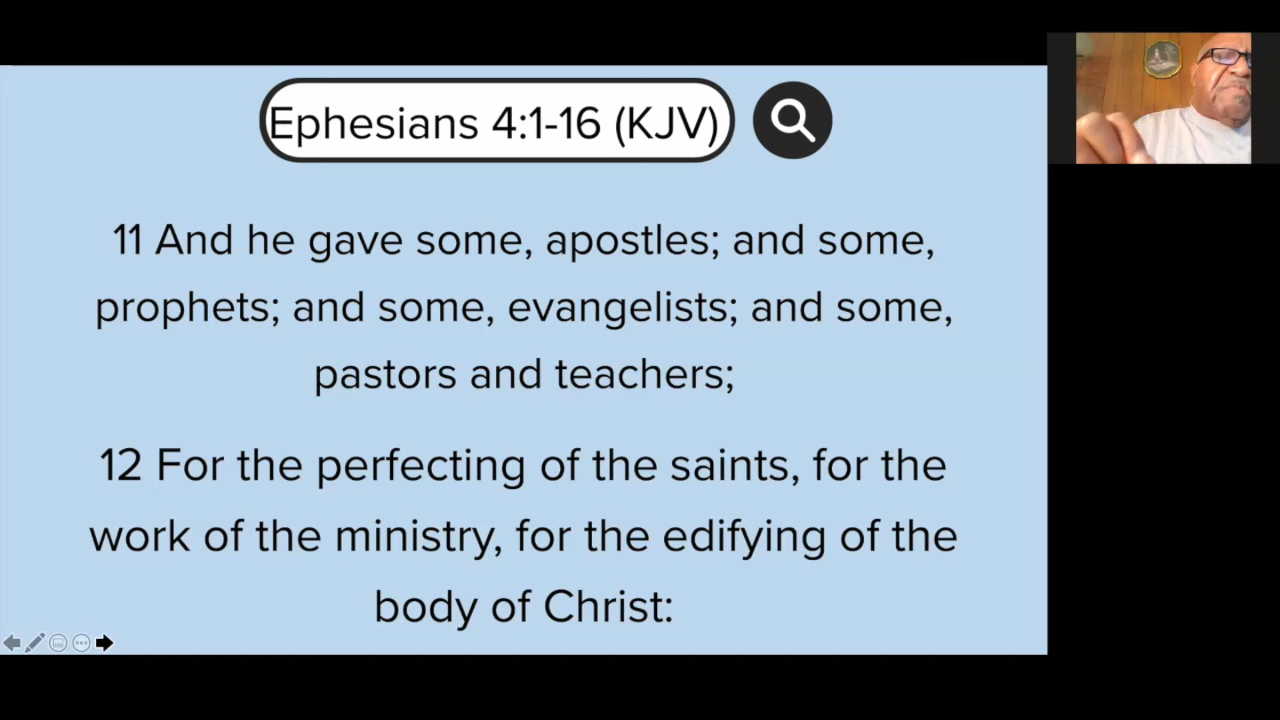 Ephesians 4:1-16 (KJV)
11 And he gave some, apostles; and some,
prophets; and some, evangelists; and some,
pastors and teachers;
12 For the perfecting of the saints, for the
work of the ministry, for the edifying of the
body of Christ: